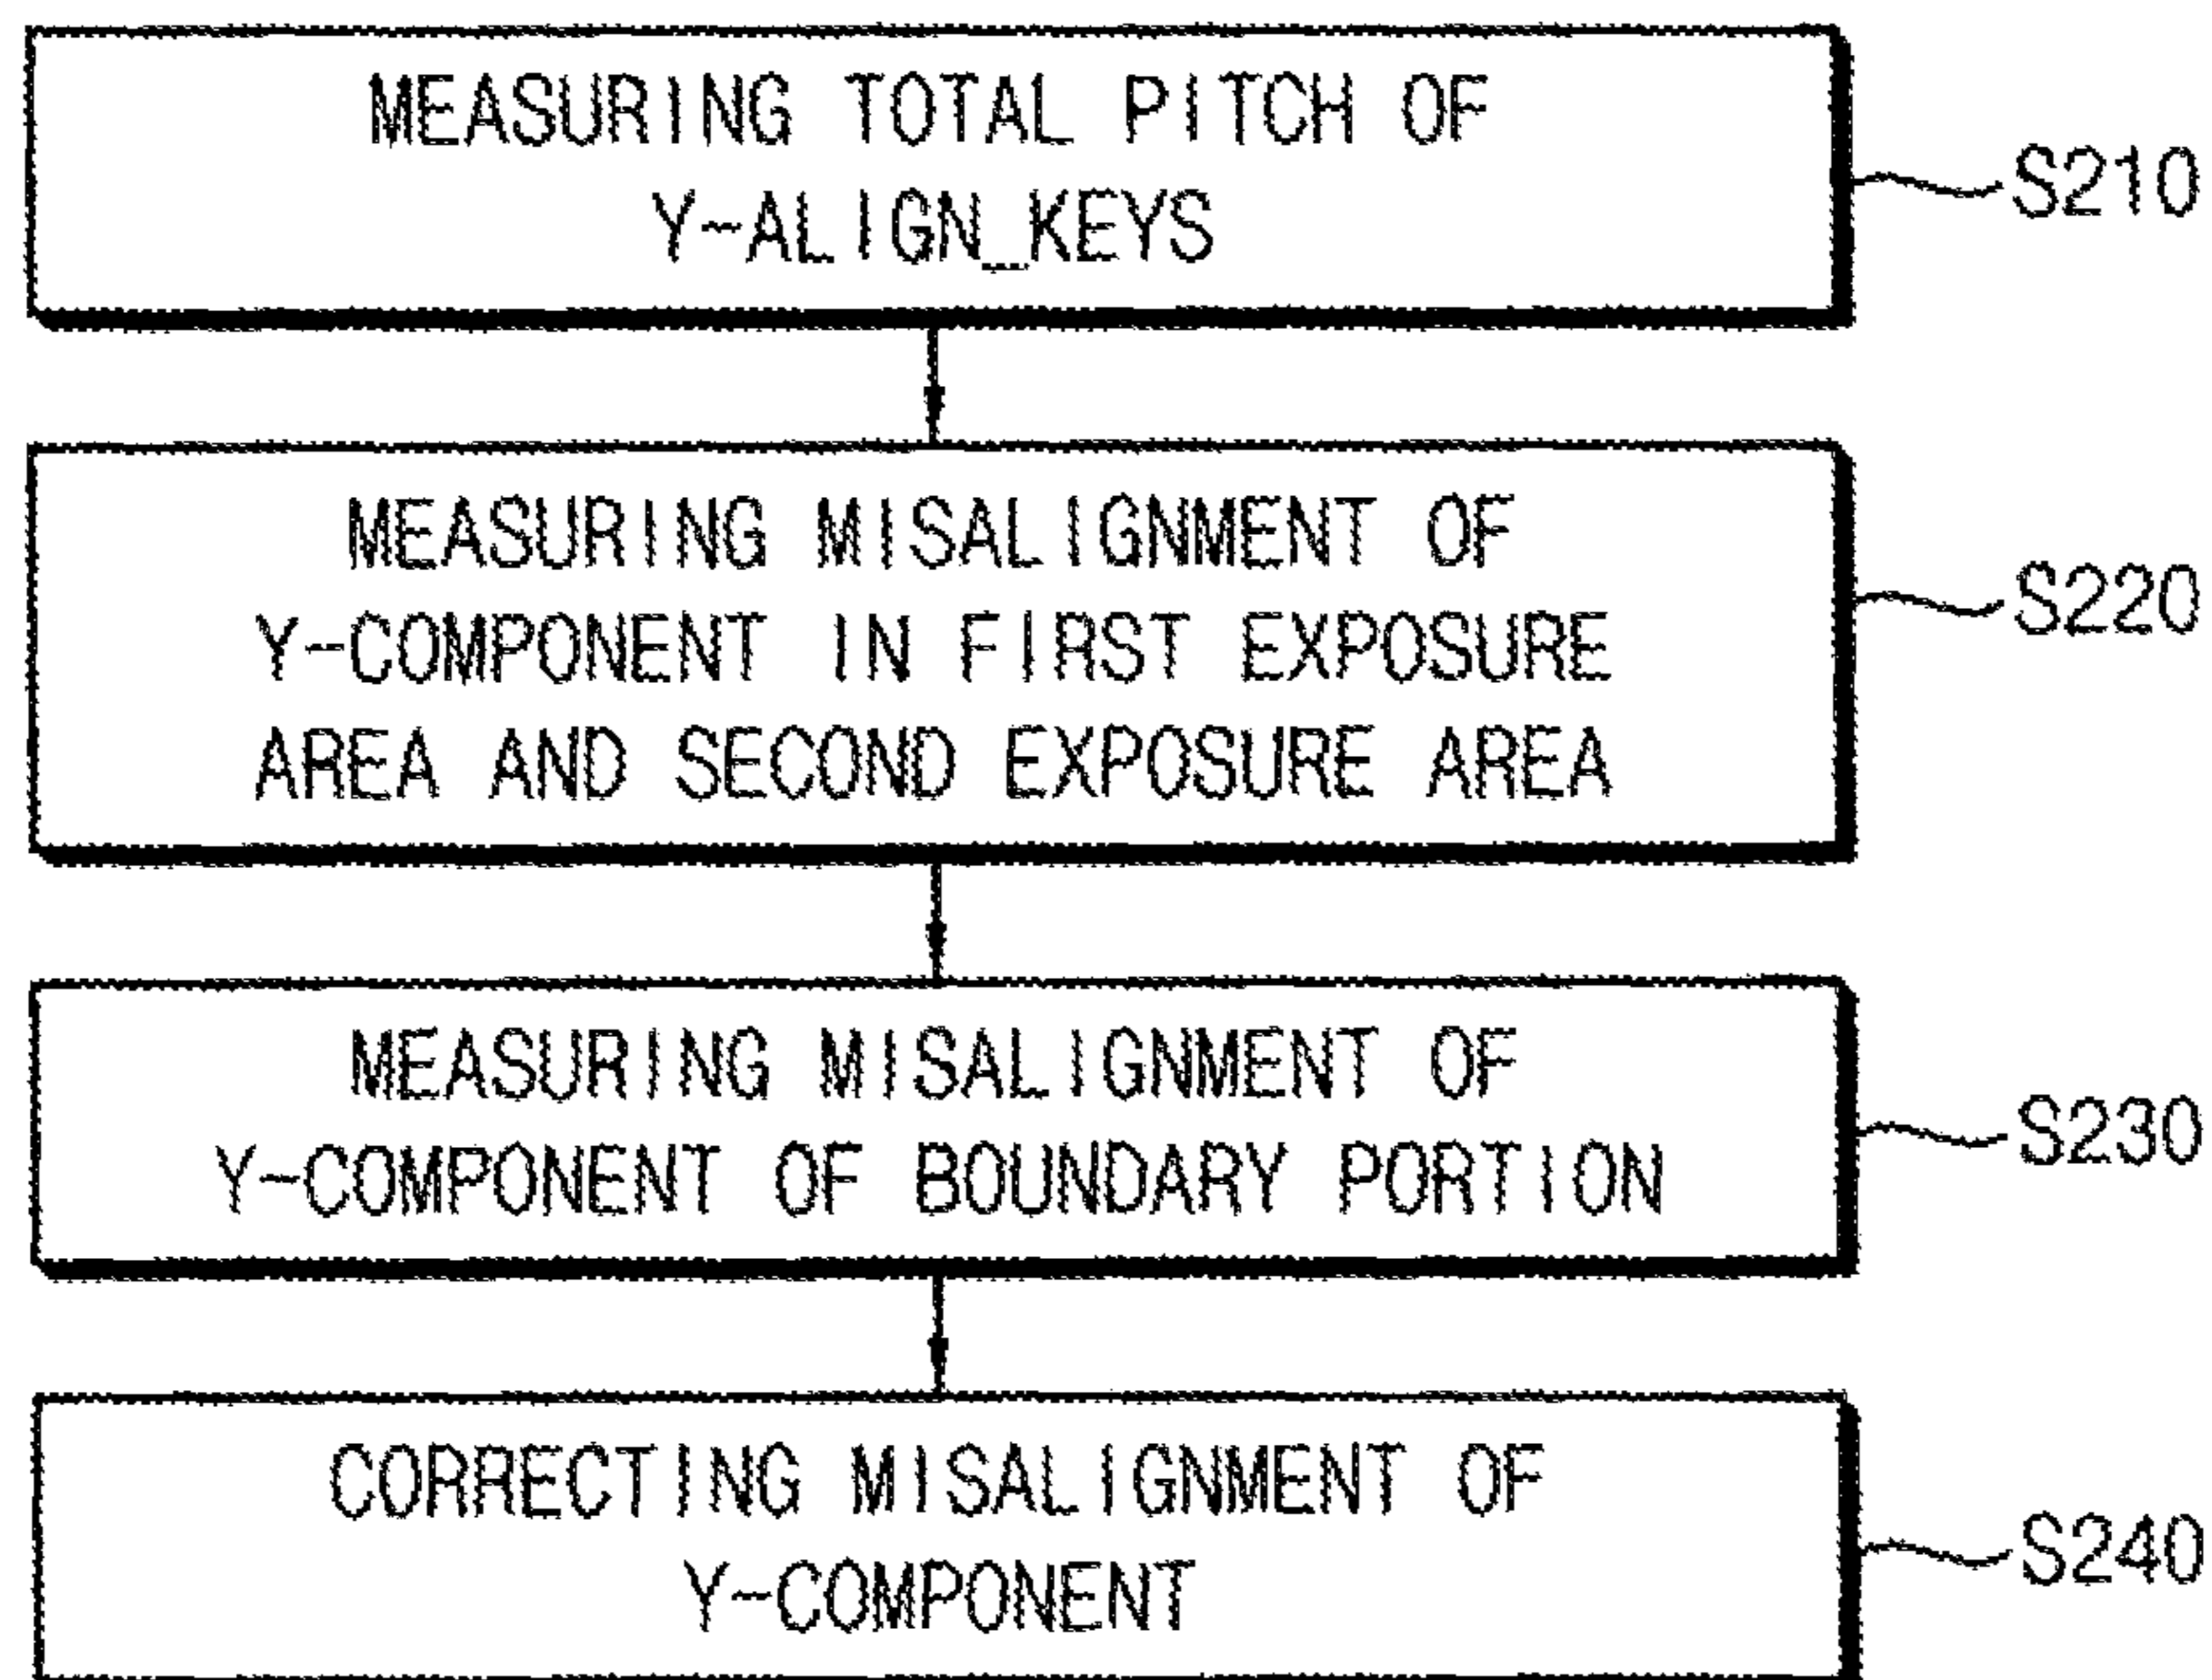 MEASURING TOTAL PITCH OF
Y-ALIGN_KEYS
S210
MEASURING MISALIGNMENT OF
Y-COMPONENT IN FIRST EXPOSURE
AREA AND SECOND EXPOSURE AREA
S220
MEASURING MISALIGNMENT OF
Y-COMPONENT OF BOUNDARY PORTION
S230
CORRECTING MISALIGNMENT OF
Y-COMPONENT
S240